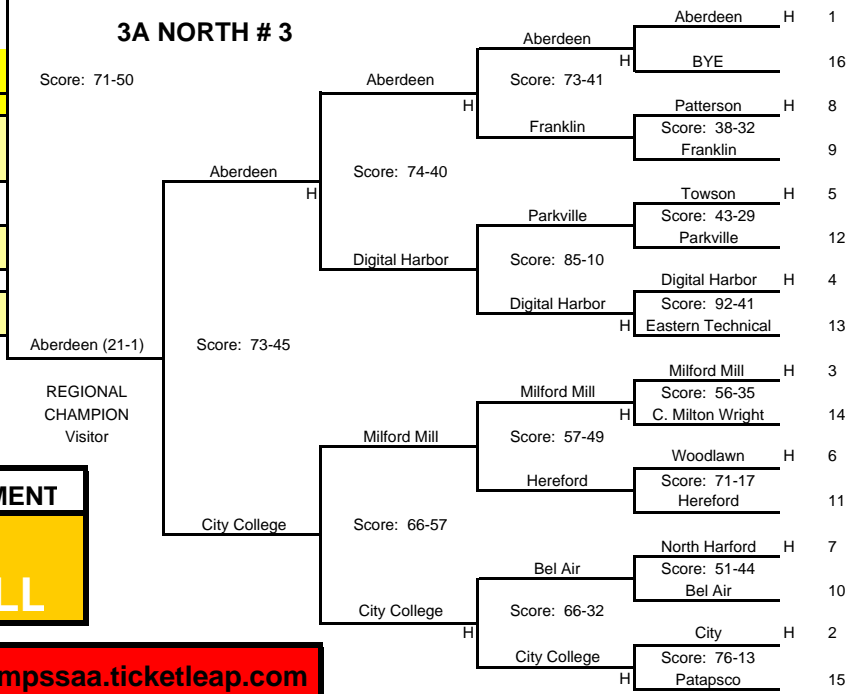 3A NORTH # 3
Score: 71-50
Aberdeen H 1
BYE 16
Aberdeen
H
Score: 73-41
Patterson H 8
Score: 38-32
Franklin 9
Franklin
Aberdeen
H
Score: 74-40
Towson H 5
Score: 43-29
Parkville 12
Parkville
Score: 85-10
Digital Harbor H 4
Score: 92-41
H Eastern Technical 13
Digital Harbor
Digital Harbor
Aberdeen
H
Score: 73-45
Aberdeen (21-1)
REGIONAL
CHAMPION
Visitor
Milford Mill H 3
Score: 56-35
H C. Milton Wright 14
Milford Mill
Score: 57-49
Woodlawn H 6
Score: 71-17
Hereford 11
Hereford
Milford Mill
Score: 66-57
City College
North Harford H 7
Score: 51-44
Bel Air 10
Bel Air
Score: 66-32
City H 2
Score: 76-13
H Patapsco 15
City College
City College
H
MENT
LL
mpssaa.ticketleap.com